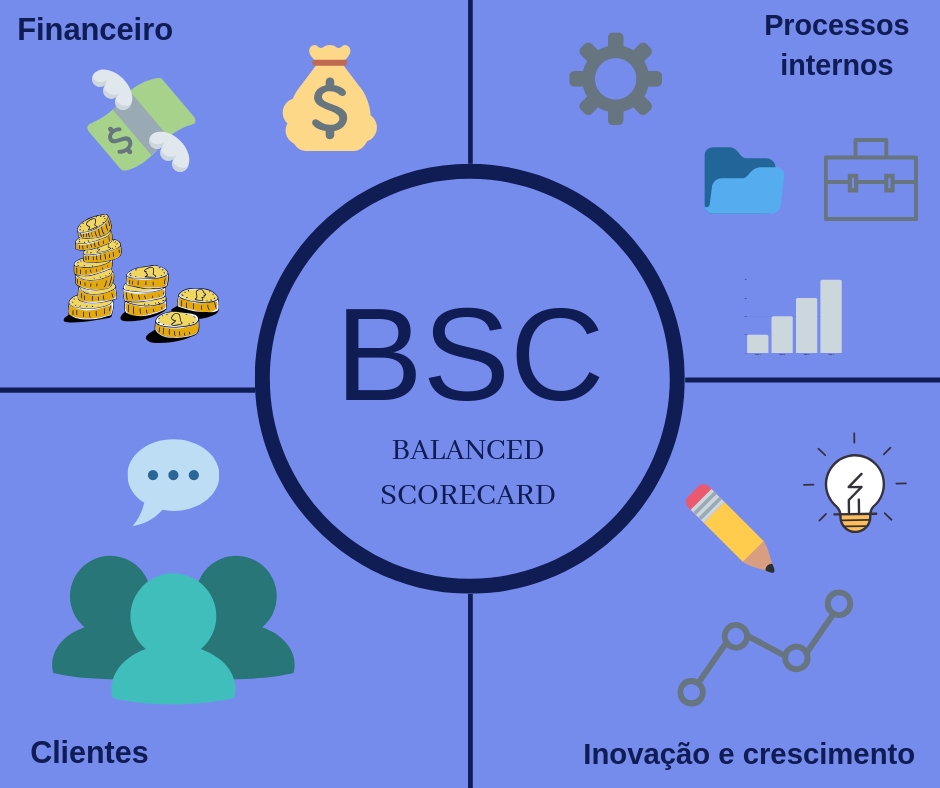 Financeiro
Processos
internos
BSC
BALANCED
SCORECARD
Clientes
Inovação e crescimento